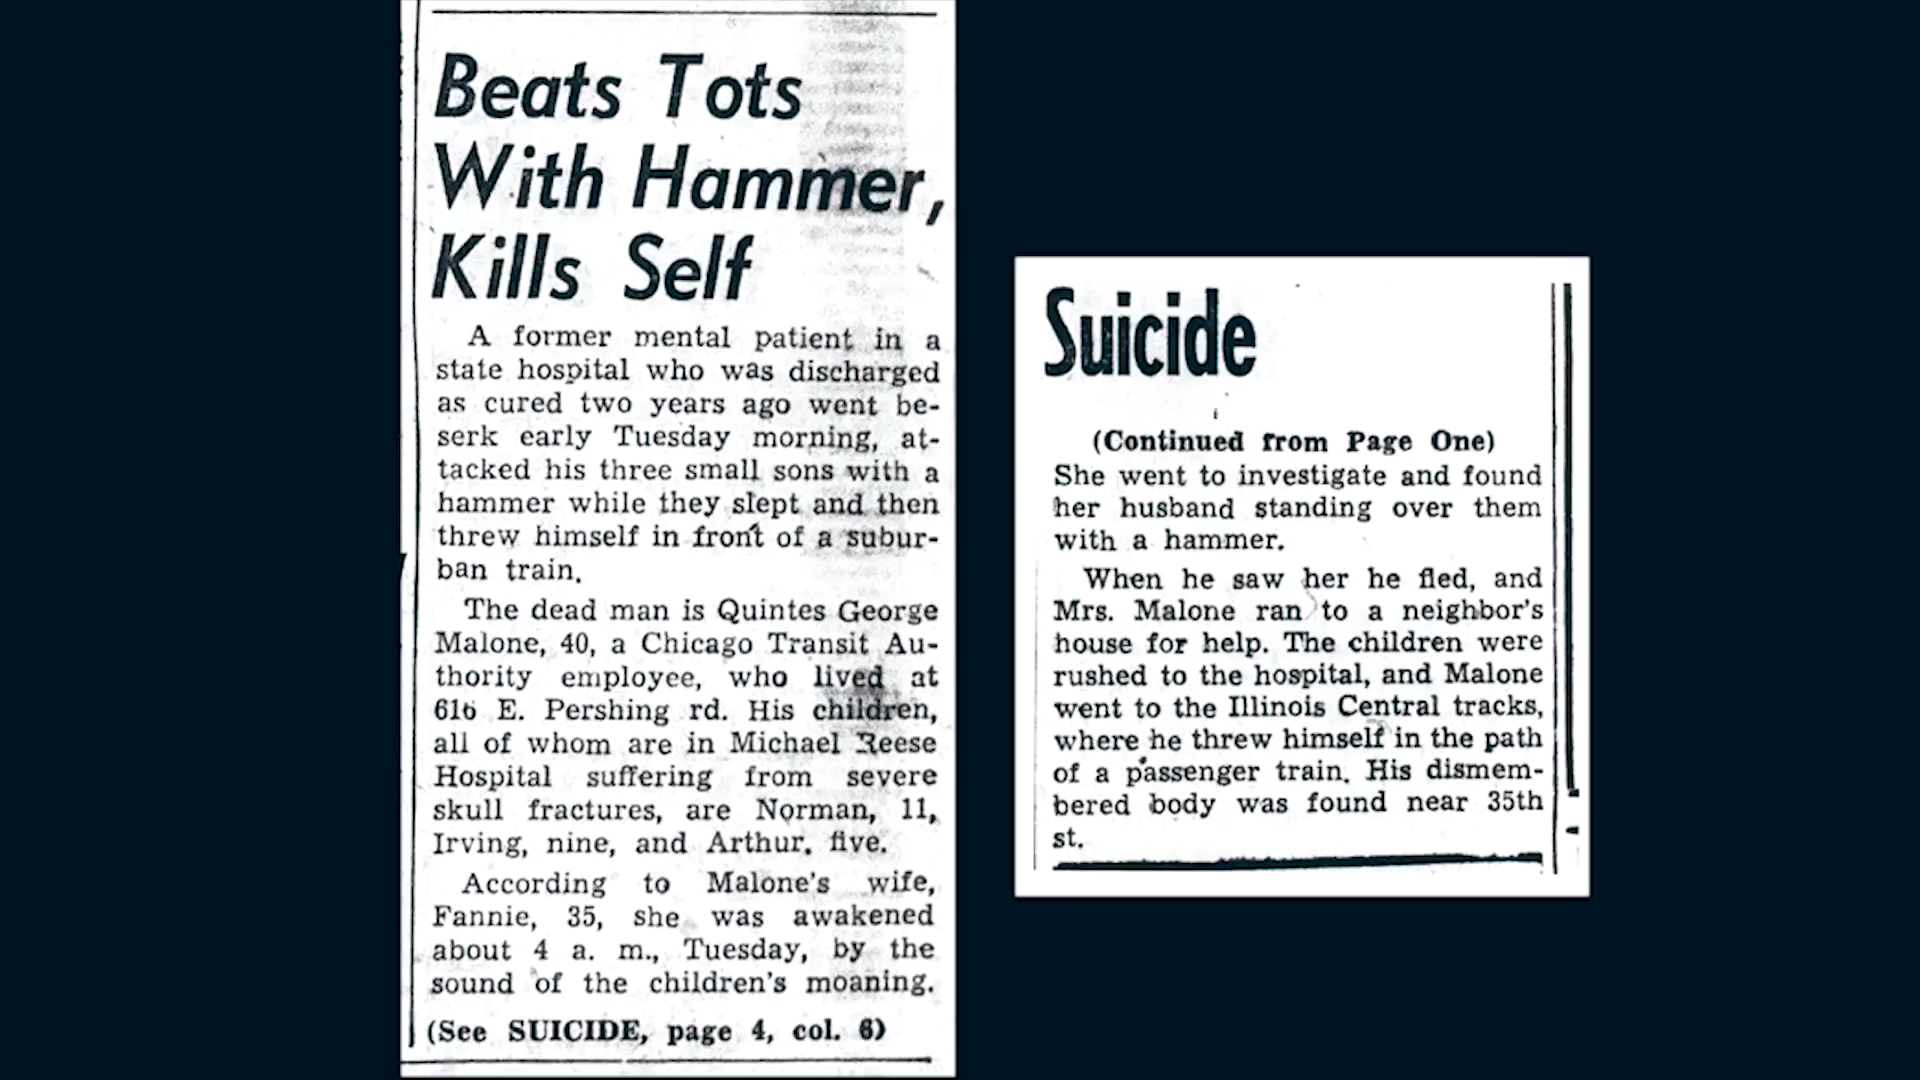 Beats Tots
With Hammer,
Kills Self
A former mental patient in a
state hospital who was discharged
as cured two years ago went be-
serk early Tuesday morning, at-
tacked his three small sons with a
hammer while they slept and then
threw himself in front of a subur-
ban train.
The dead man is Quintes George
Malone, 40, a Chicago Transit Au-
thority employee, who lived at
616 E. Pershing rd. His children,
all of whom are in Michael Reese
Hospital suffering from severe
skull fractures, are Norman, 11,
Irving, nine, and Arthur, five.
According to Malone's wife,
Fannie, 35, she was awakened
about 4 a. m., Tuesday, by the
sound of the children's moaning.
(See SUICIDE, page 4, col. 6)
Suicide
(Continued from Page One)
She went to investigate and found
her husband standing over them
with a hammer.
When he saw her he fled, and
Mrs. Malone ran to a neighbor's
house for help. The children were
rushed to the hospital, and Malone
went to the Illinois Central tracks,
where he threw himself in the path
of a passenger train. His dismem-
bered body was found near 35th
st.